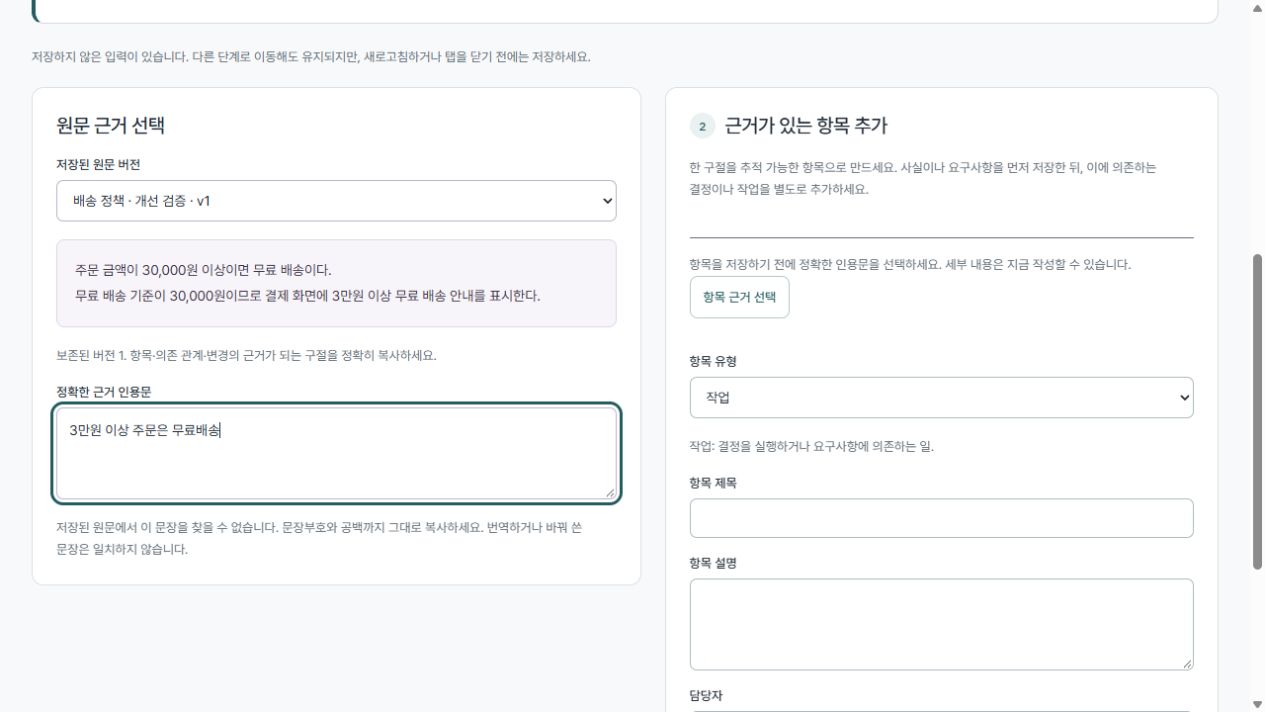 저장하지 않은 입력이 있습니다. 다른 단계로 이동해도 유지되지만, 새로고침하거나 탭을 닫기 전에는 저장하세요.
원문 근거 선택
저장된 원문 버전
배송 정책 · 개선 검증 · v1
주문 금액이 30,000원 이상이면 무료 배송이다.
무료 배송 기준이 30,000원이므로 결제 화면에 3만원 이상 무료 배송 안내를 표시한다.
보존된 버전 1. 항목·의존 관계·변경의 근거가 되는 구절을 정확히 복사하세요.
정확한 근거 인용문
3만원 이상 주문은 무료배송
저장된 원문에서 이 문장을 찾을 수 없습니다. 문장부호와 공백까지 그대로 복사하세요. 번역하거나 바꿔 쓴
문장은 일치하지 않습니다.
2 근거가 있는 항목 추가
한 구절을 추적 가능한 항목으로 만드세요. 사실이나 요구사항을 먼저 저장한 뒤, 이에 의존하는
결정이나 작업을 별도로 추가하세요.
항목을 저장하기 전에 정확한 인용문을 선택하세요. 세부 내용은 지금 작성할 수 있습니다.
항목 근거 선택
항목 유형
작업
작업: 결정을 실행하거나 요구사항에 의존하는 일.
항목 제목
항목 설명
담당자